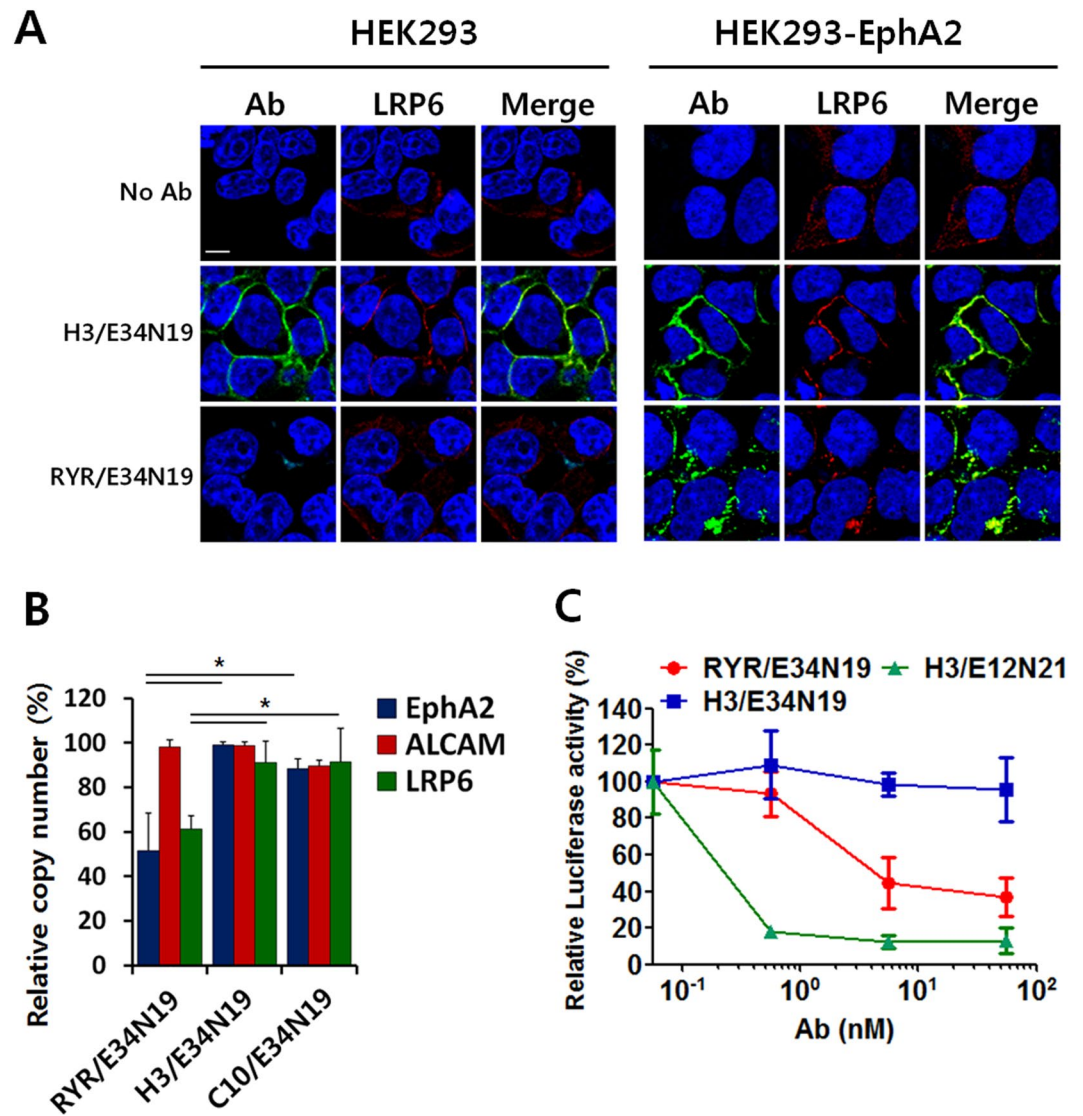 A
HEK293
HEK293-EphA2
Ab LRP6 Merge
Ab LRP6 Merge
No Ab
H3/E34N19
RYR/E34N19
B
Relative copy number (%)
120
100
80
60
40
20
0
*
*
EphA2
ALCAM
LRP6
RYR/E34N19
H3/E34N19
C10/E34N19
C
RYR/E34N19
H3/E12N21
H3/E34N19
Relative Luciferase activity (%)
140
120
100
80
60
40
20
0
10⁻¹ 10⁰ 10¹ 10²
Ab (nM)